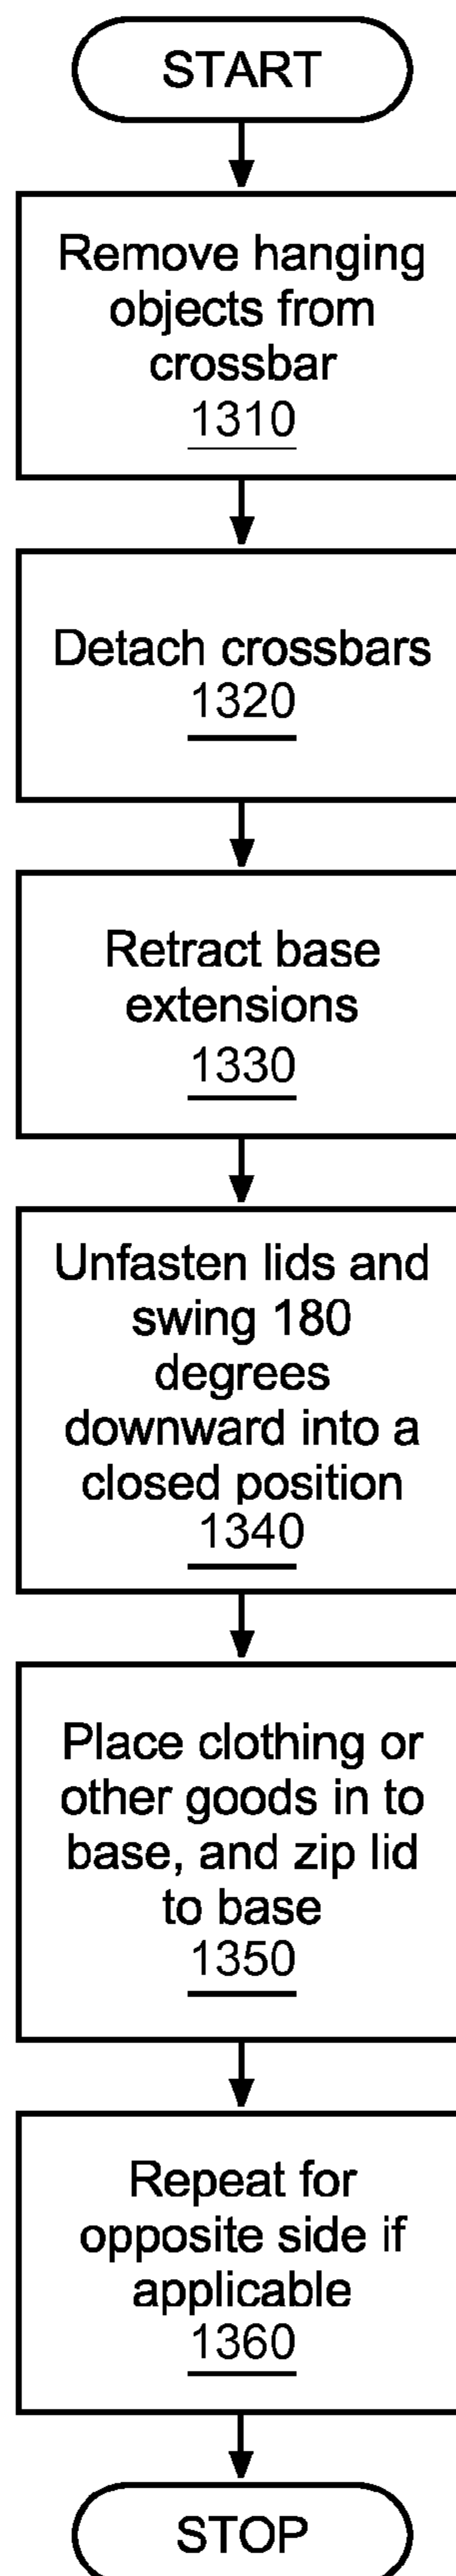 START
Remove hanging
objects from
crossbar
1310
Detach crossbars
1320
Retract base
extensions
1330
Unfasten lids and
swing 180
degrees
downward into a
closed position
1340
Place clothing or
other goods in to
base, and zip lid
to base
1350
Repeat for
opposite side if
applicable
1360
STOP